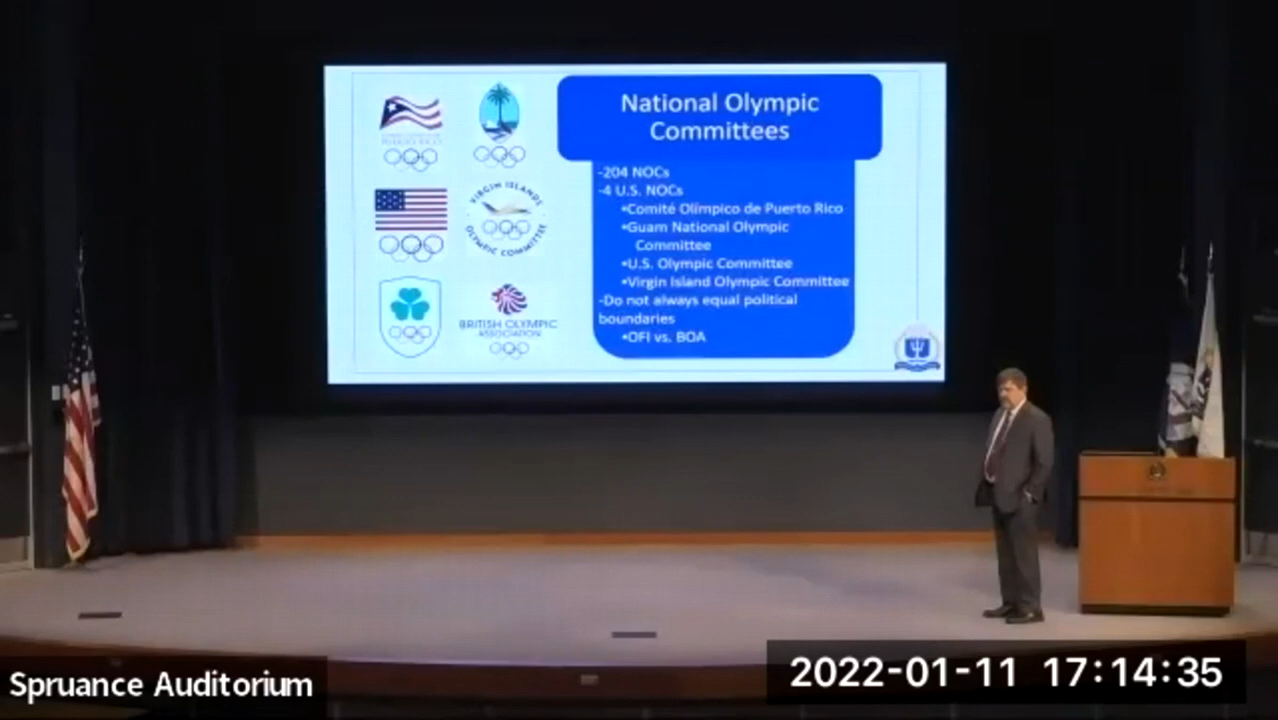 National Olympic
Committees
-204 NOCs
-4 U.S. NOCs
•Comité Olímpico de Puerto Rico
•Guam National Olympic
Committee
•U.S. Olympic Committee
•Virgin Island Olympic Committee
-Do not always equal political
boundaries
•OFI vs. BOA
PUERTO RICO
VIRGIN ISLANDS
OLYMPIC COMMITTEE
BRITISH OLYMPIC
ASSOCIATION
Spruance Auditorium
2022-01-11 17:14:35